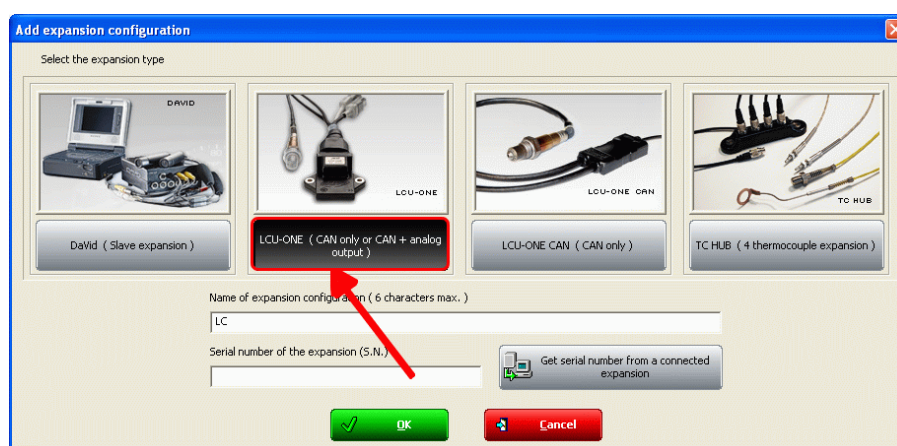 Add expansion configuration
Select the expansion type
DAVID
LCU-ONE
LCU-ONE CAN
TC HUB
DaVid ( Slave expansion )
LCU-ONE ( CAN only or CAN + analog
output )
LCU-ONE CAN ( CAN only )
TC HUB ( 4 thermocouple expansion )
Name of expansion configuration ( 6 characters max. )
LC
Serial number of the expansion (S.N.)
Get serial number from a connected
expansion
OK
Cancel